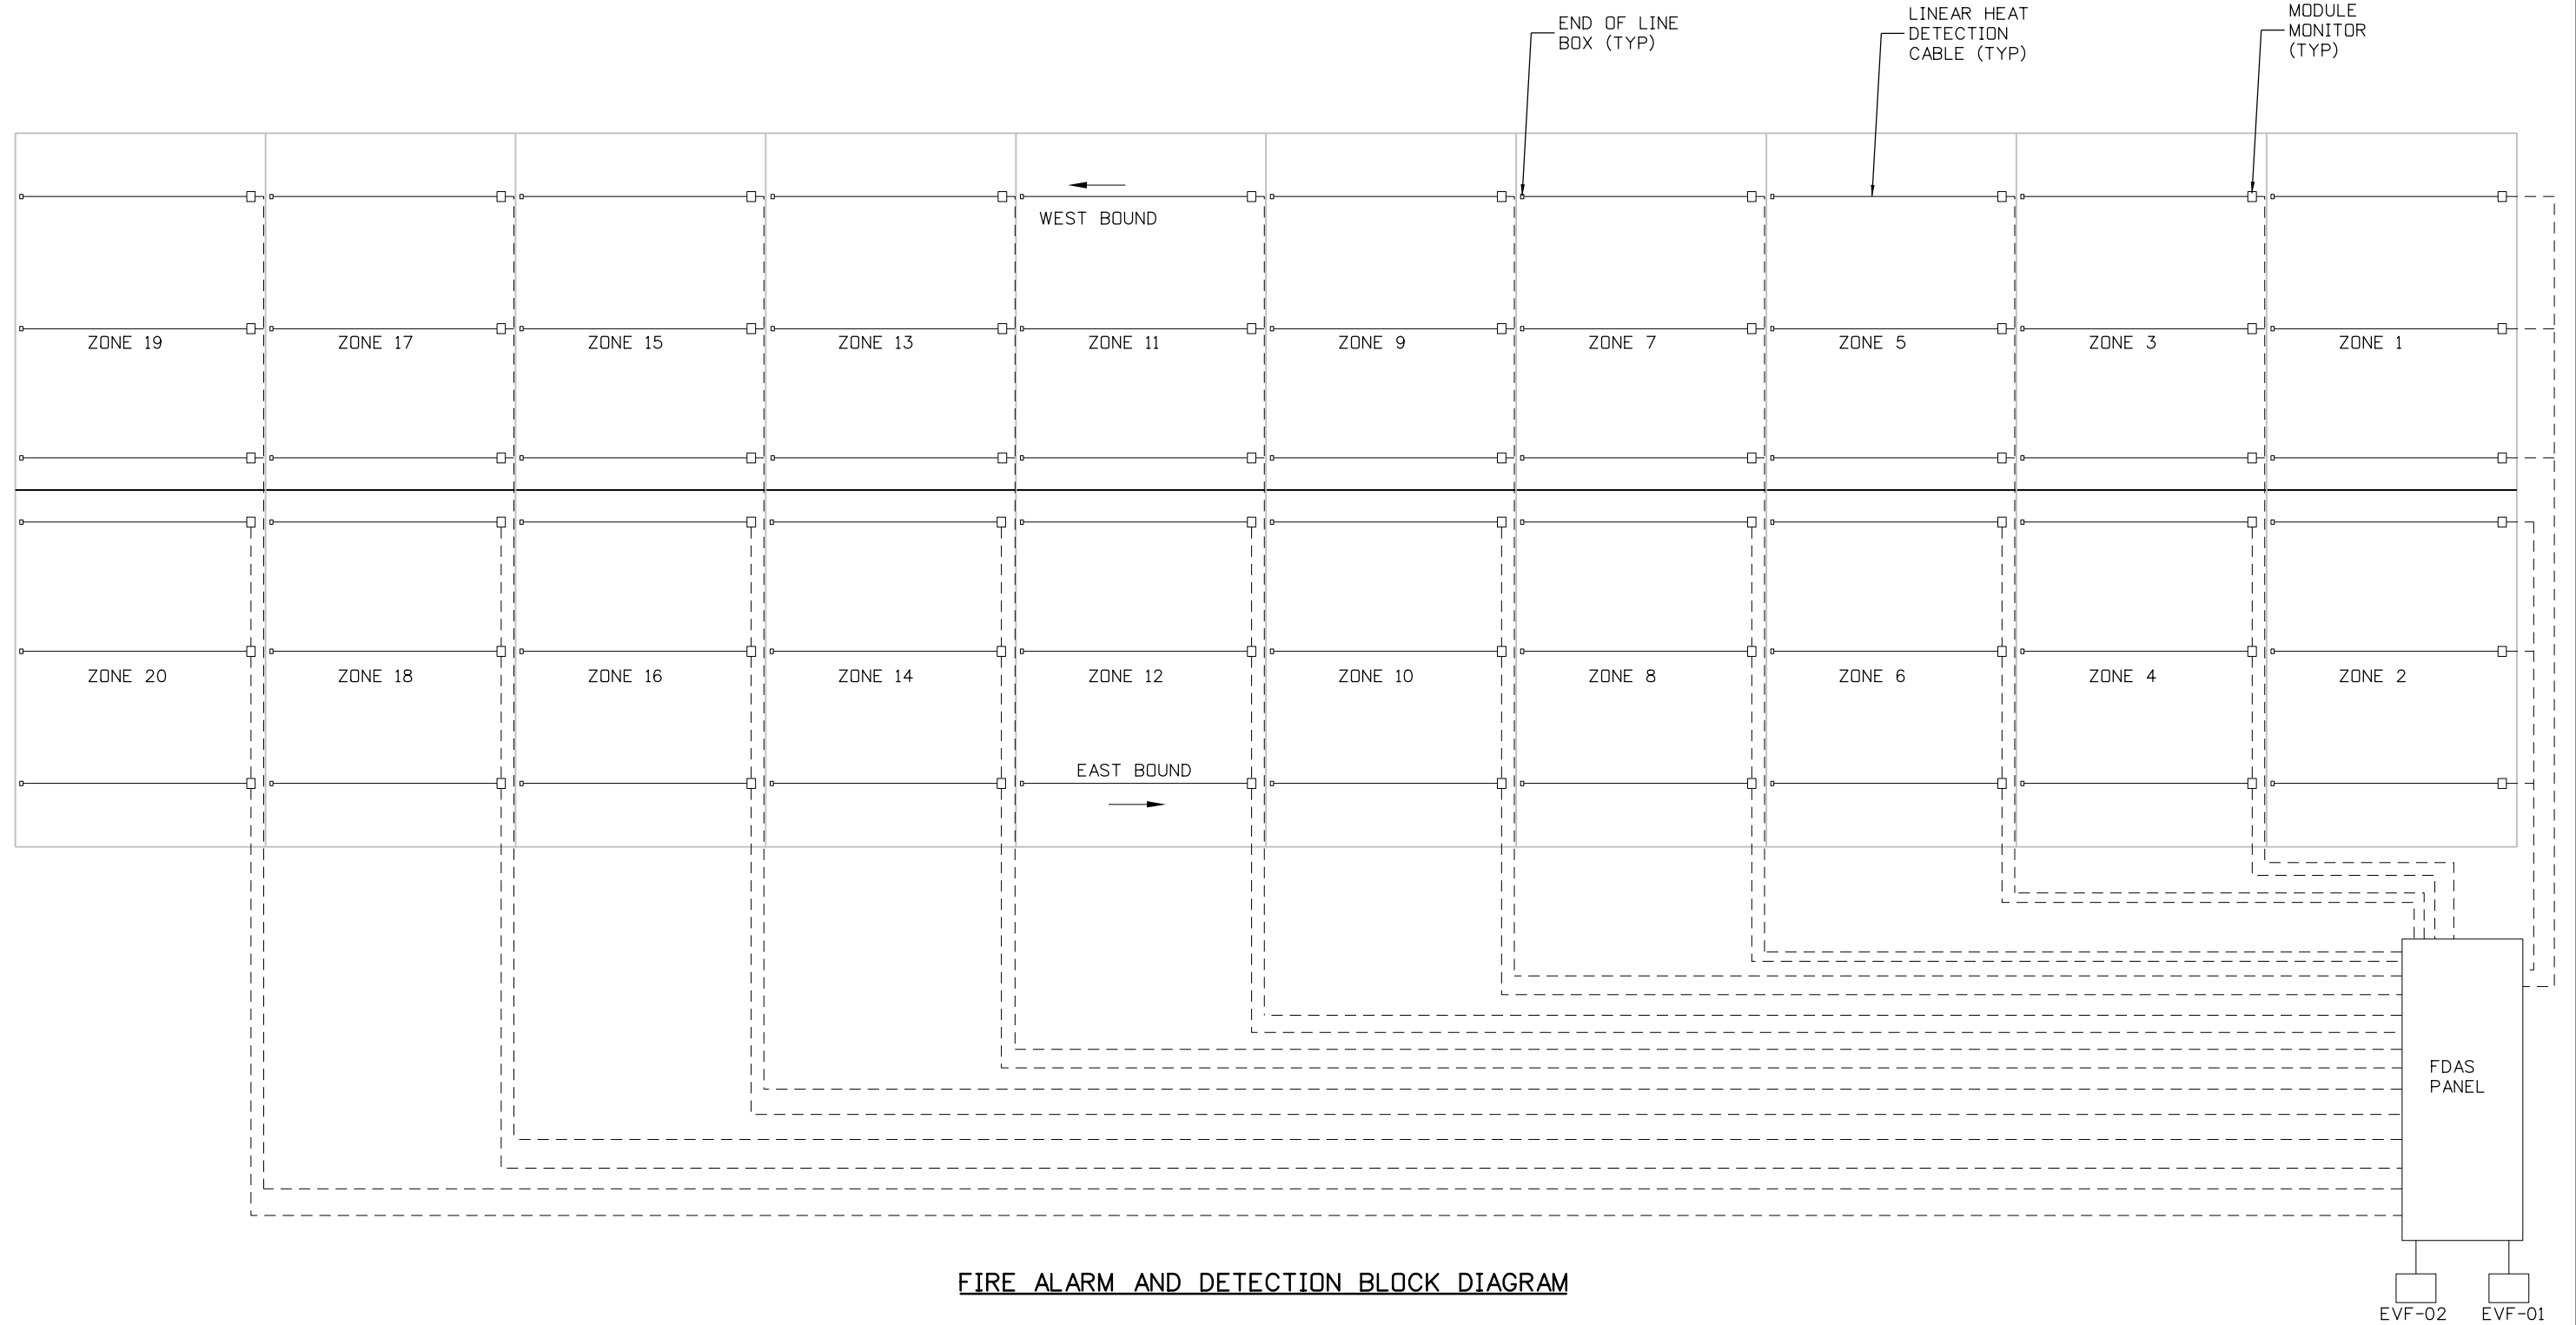 END OF LINE
BOX (TYP)
LINEAR HEAT
DETECTION
CABLE (TYP)
MODULE
MONITOR
(TYP)
WEST BOUND
ZONE 19
ZONE 17
ZONE 15
ZONE 13
ZONE 11
ZONE 9
ZONE 7
ZONE 5
ZONE 3
ZONE 1
ZONE 20
ZONE 18
ZONE 16
ZONE 14
ZONE 12
ZONE 10
ZONE 8
ZONE 6
ZONE 4
ZONE 2
EAST BOUND
FDAS
PANEL
FIRE ALARM AND DETECTION BLOCK DIAGRAM
EVF-02
EVF-01